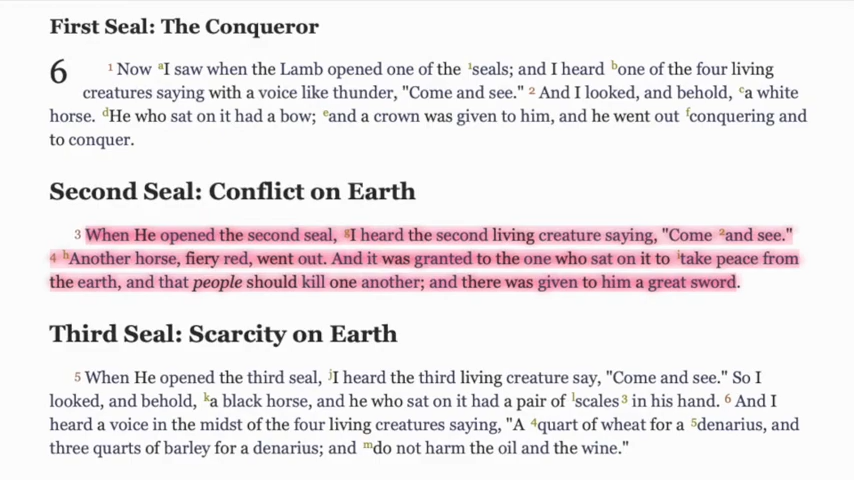 First Seal: The Conqueror
6 1 Now aI saw when the Lamb opened one of the 1seals; and I heard bone of the four living
creatures saying with a voice like thunder, "Come and see." 2 And I looked, and behold, ca white
horse. dHe who sat on it had a bow; eand a crown was given to him, and he went out fconquering and
to conquer.
Second Seal: Conflict on Earth
3 When He opened the second seal, gI heard the second living creature saying, "Come 2and see."
4 hAnother horse, fiery red, went out. And it was granted to the one who sat on it to itake peace from
the earth, and that people should kill one another; and there was given to him a great sword.
Third Seal: Scarcity on Earth
5 When He opened the third seal, jI heard the third living creature say, "Come and see." So I
looked, and behold, ka black horse, and he who sat on it had a pair of lscales3 in his hand. 6 And I
heard a voice in the midst of the four living creatures saying, "A 4quart of wheat for a 5denarius, and
three quarts of barley for a denarius; and mdo not harm the oil and the wine."